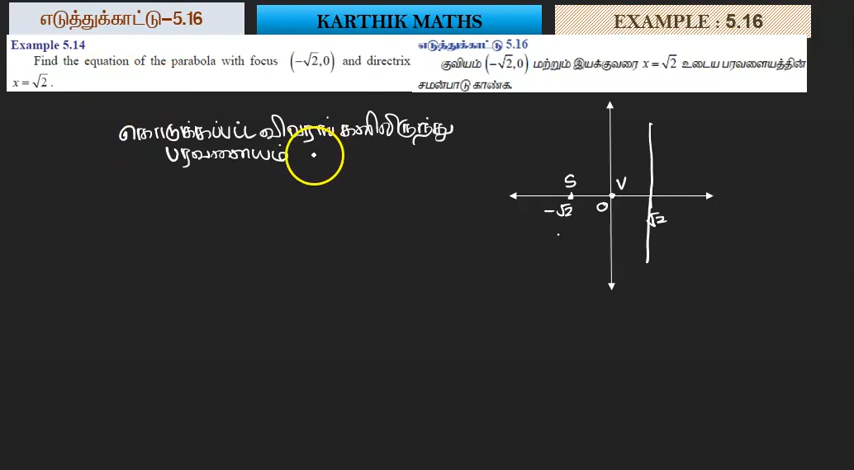 எடுத்துக்காட்டு-5.16
KARTHIK MATHS
EXAMPLE : 5.16
Example 5.14
Find the equation of the parabola with focus (-√2,0) and directrix
x = √2 .
எடுத்துக்காட்டு 5.16
குவியம் (-√2,0) மற்றும் இயக்குவரை x = √2 உடைய பரவளையத்தின்
சமன்பாடு காண்க.
கொடுக்கப்பட்ட விவரங்களிலிருந்து
பரவளையம்
S V
-√2 O √2